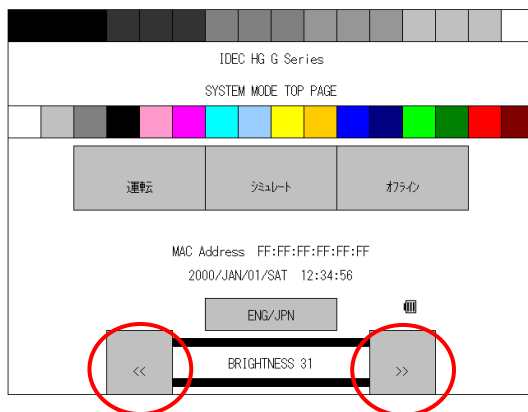 IDEC HG G Series
SYSTEM MODE TOP PAGE
運転 ｼﾐｭﾚｰﾄ ｵﾌﾗｲﾝ
MAC Address FF:FF:FF:FF:FF:FF
2000/JAN/01/SAT 12:34:56
ENG/JPN
<< BRIGHTNESS 31 >>